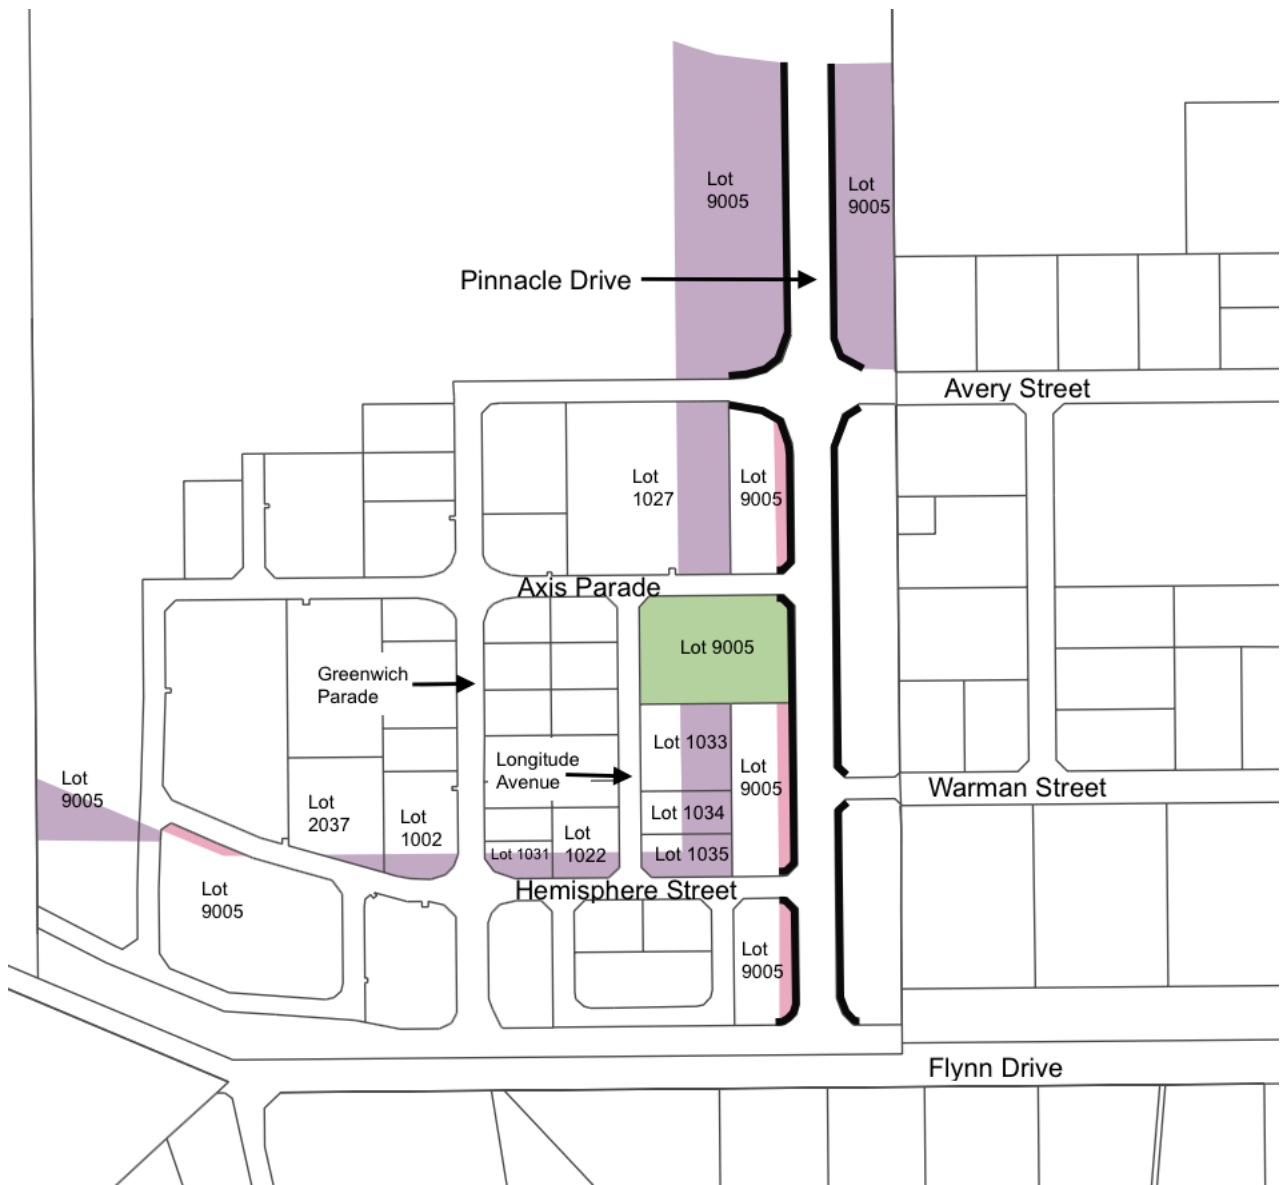 Lot
9005
Lot
9005
Pinnacle Drive
Avery Street
Lot
1027
Lot
9005
Axis Parade
Lot 9005
Greenwich
Parade
Lot 1033
Longitude
Avenue
Lot
9005
Lot
9005
Warman Street
Lot
2037
Lot
1002
Lot 1034
Lot
1022
Lot 1031
Lot 1035
Hemisphere Street
Lot
9005
Lot
9005
Flynn Drive